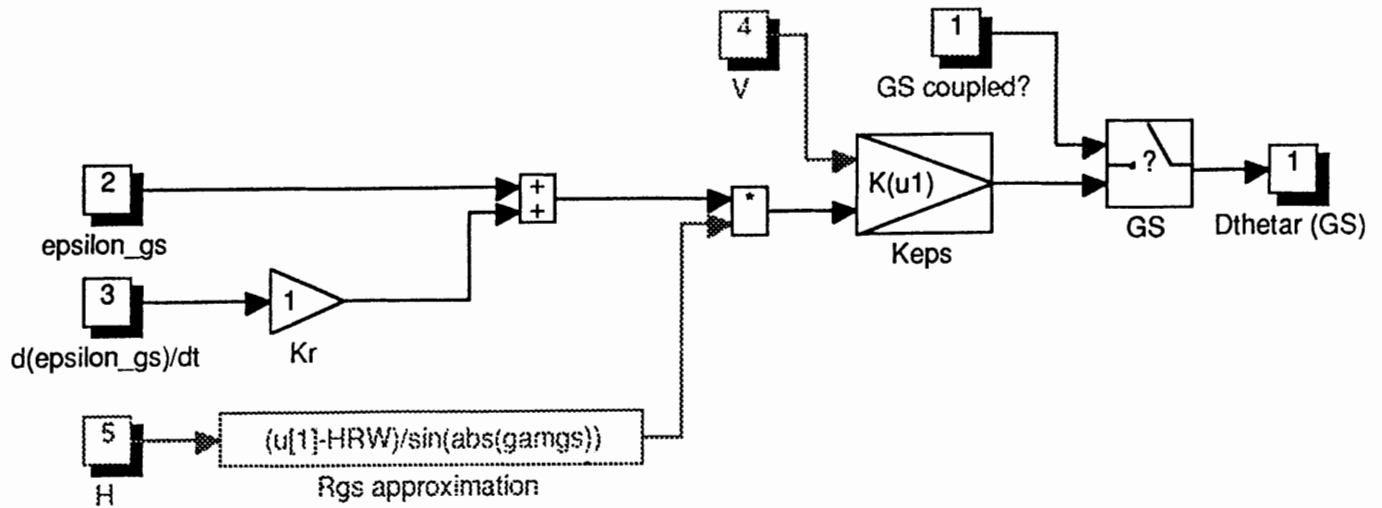 4
V
1
GS coupled?
2
epsilon_gs
+
+
*
K(u1)
Keps
?
GS
1
Dthetar (GS)
3
d(epsilon_gs)/dt
1
Kr
5
H
(u[1]-HRW)/sin(abs(gamgs))
Rgs approximation